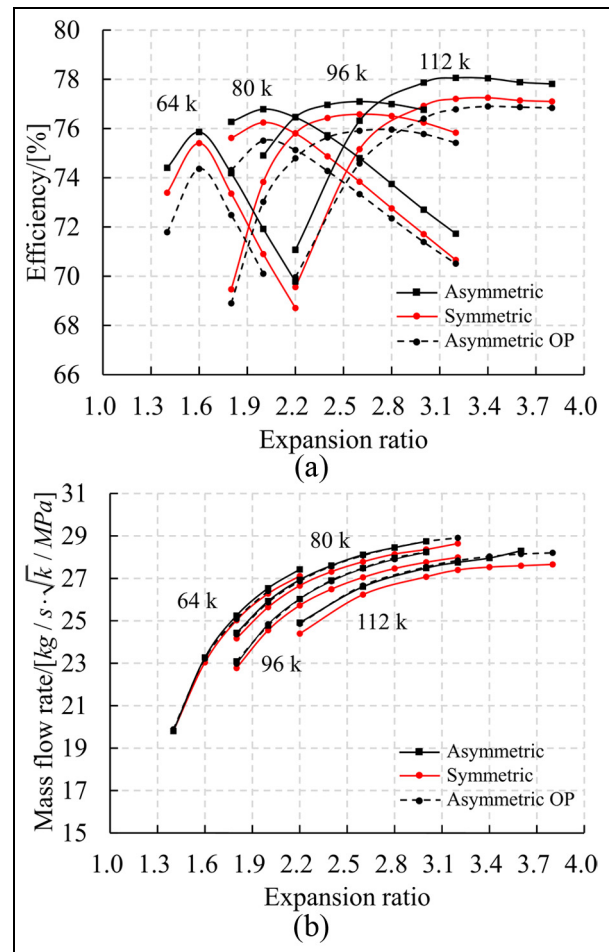 80
78
76
74
72
70
68
66
Efficiency/[%]
64 k
80 k
96 k
112 k
Asymmetric
Symmetric
Asymmetric OP
1.0 1.3 1.6 1.9 2.2 2.5 2.8 3.1 3.4 3.7 4.0
Expansion ratio
(a)
31
29
27
25
23
21
19
17
15
Mass flow rate/[kg / s · √k / MPa]
80 k
64 k
96 k
112 k
Asymmetric
Symmetric
Asymmetric OP
1.0 1.3 1.6 1.9 2.2 2.5 2.8 3.1 3.4 3.7 4.0
Expansion ratio
(b)